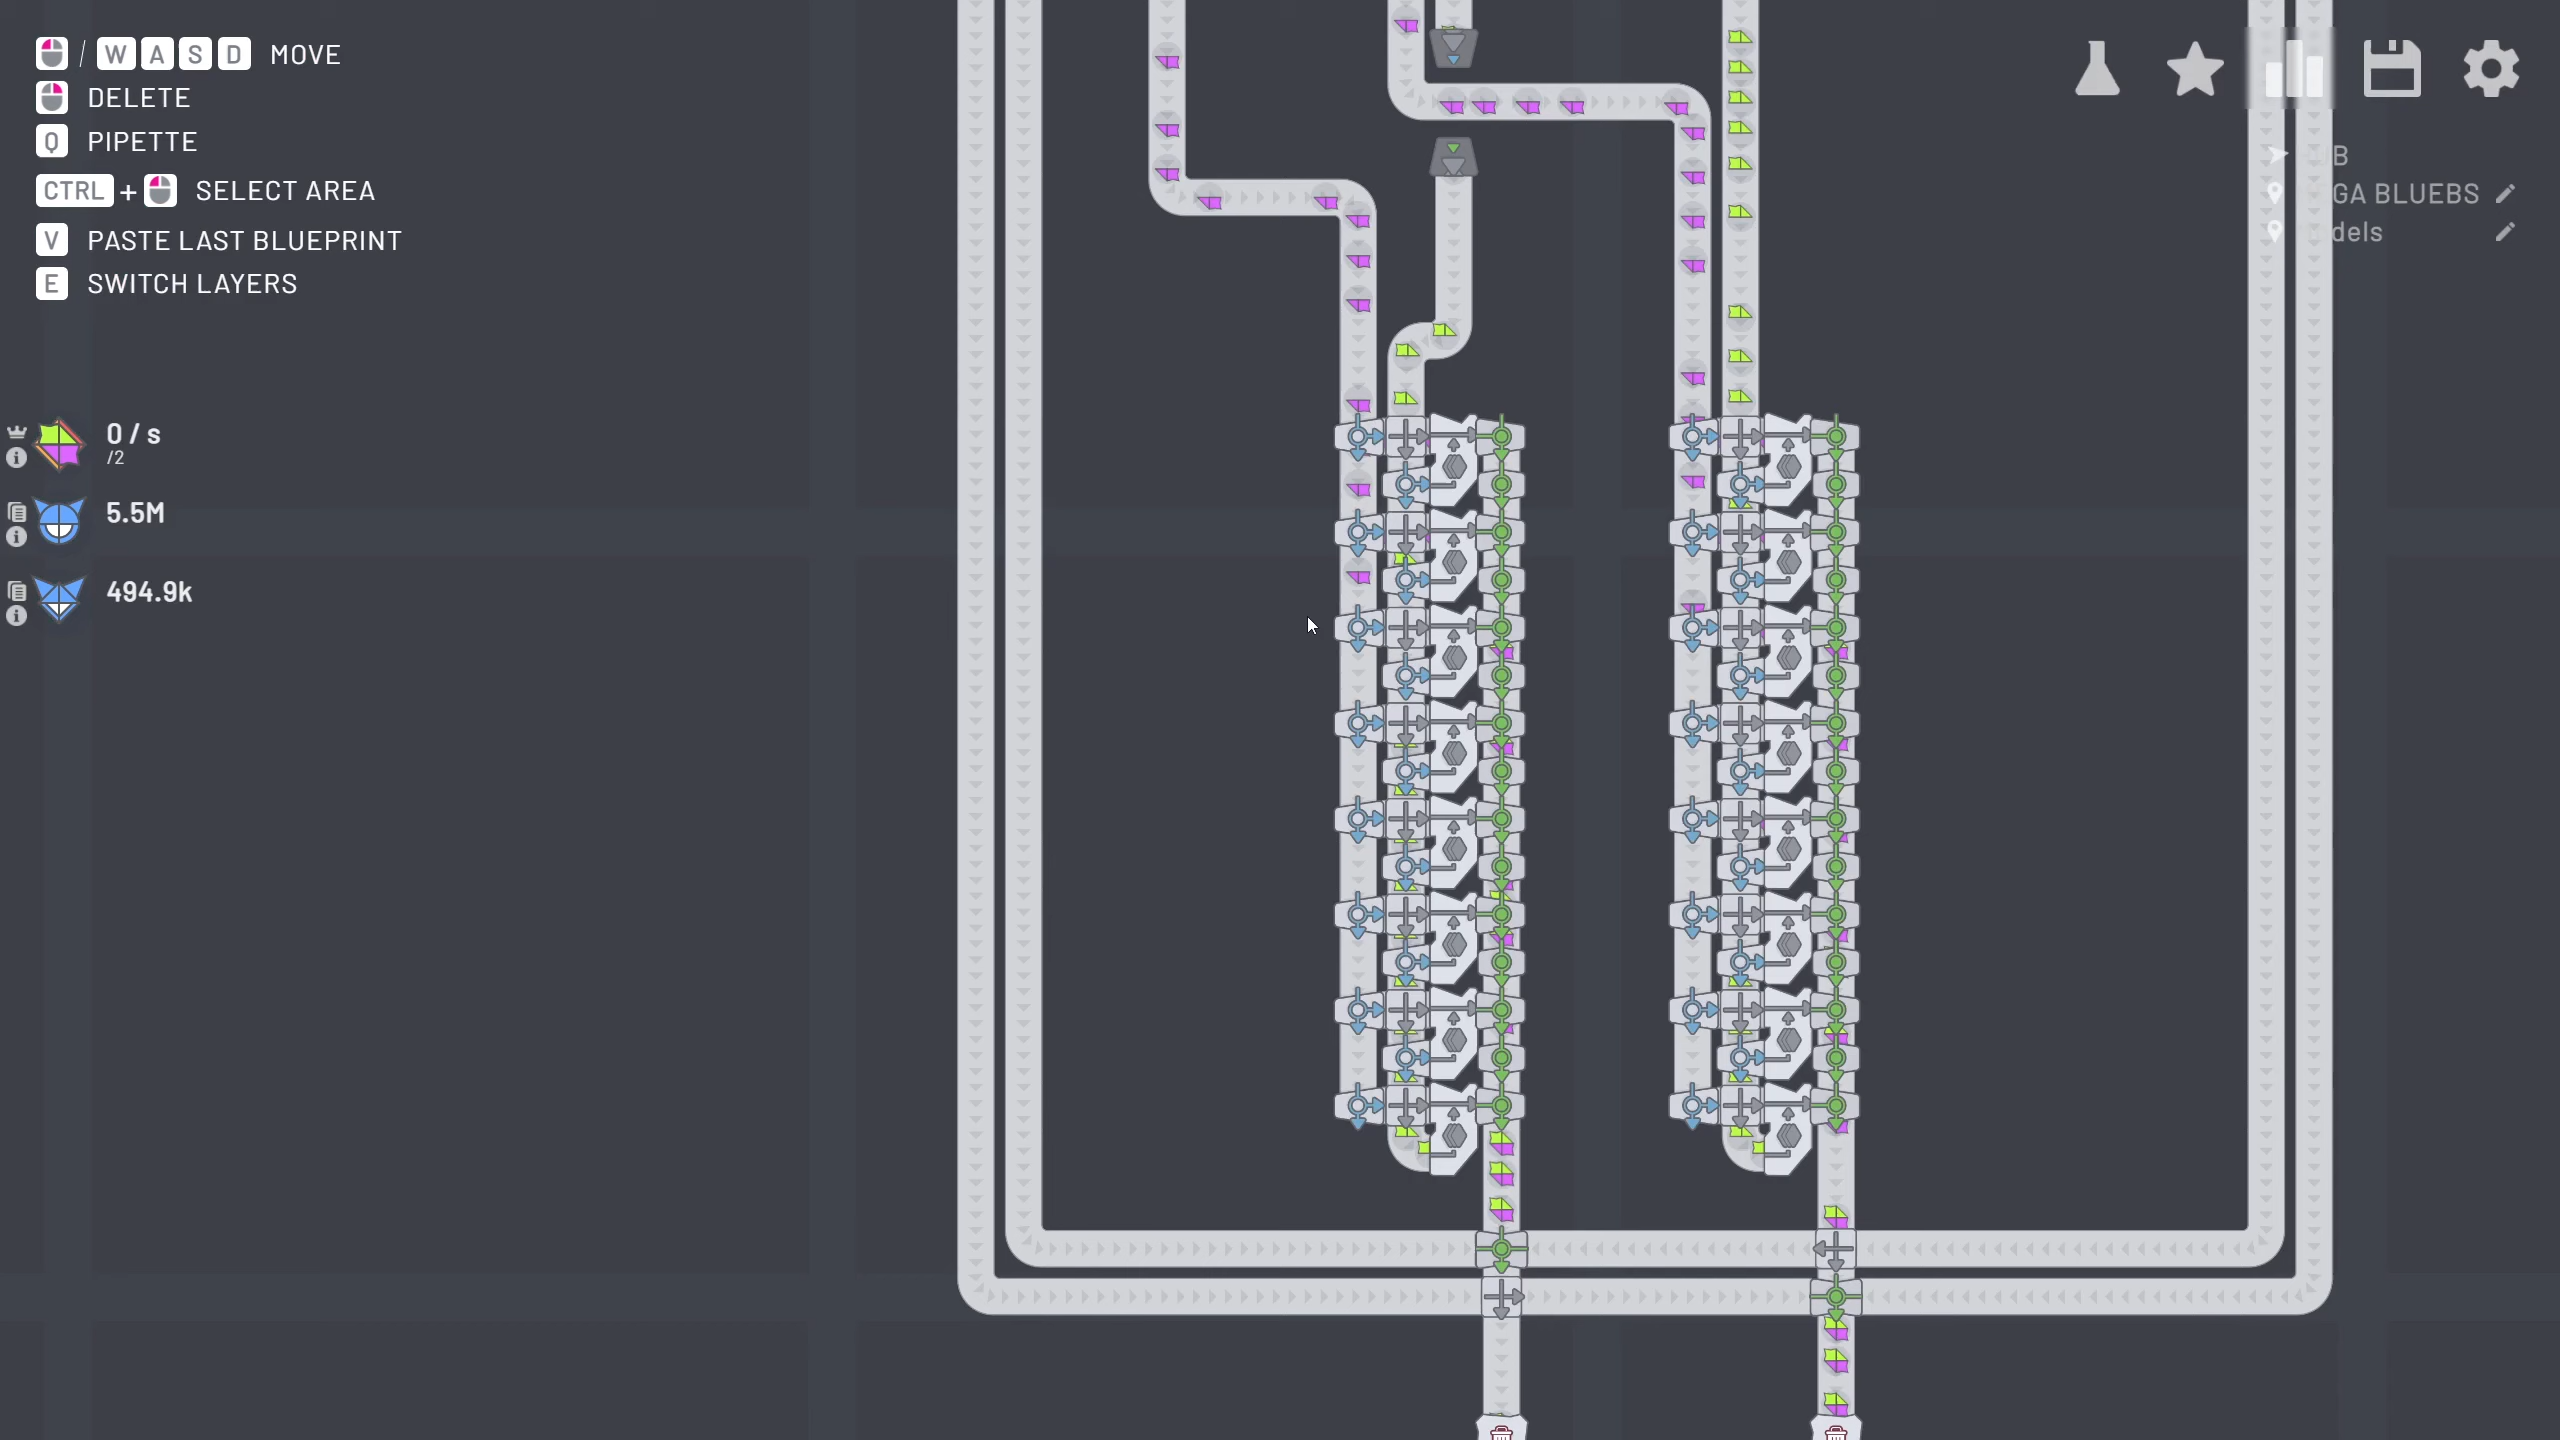 / W A S D MOVE
DELETE
Q PIPETTE
CTRL + SELECT AREA
V PASTE LAST BLUEPRINT
E SWITCH LAYERS
B
GA BLUEBS
dels
0 / s
/2
5.5M
494.9k